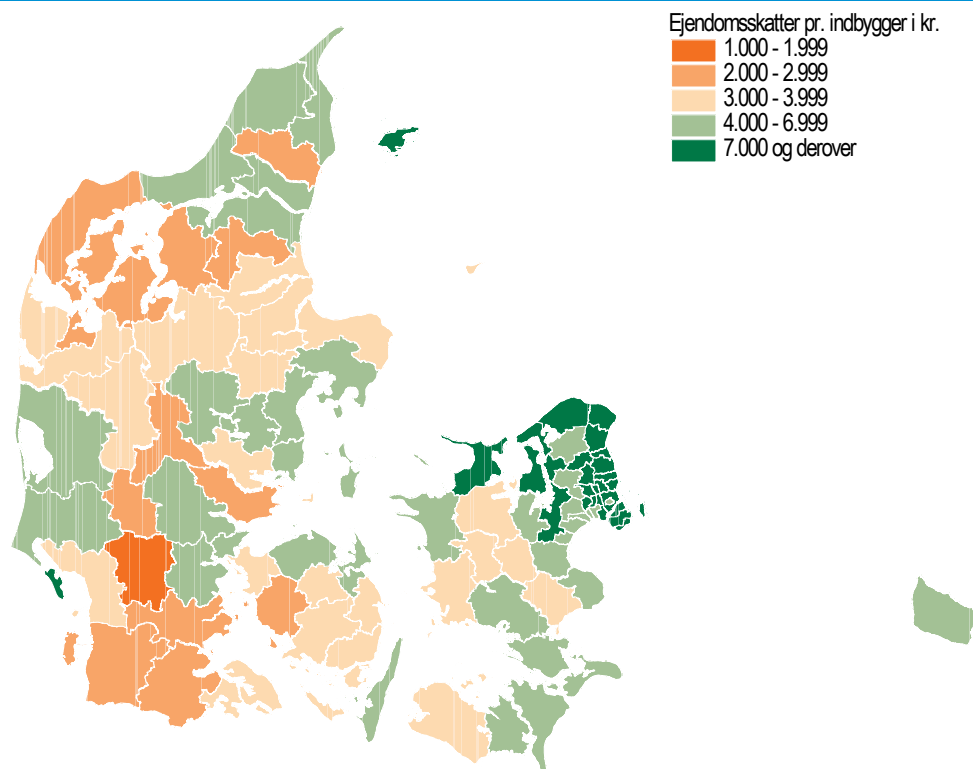 Ejendomsskatter pr. indbygger i kr.
1.000 - 1.999
2.000 - 2.999
3.000 - 3.999
4.000 - 6.999
7.000 og derover